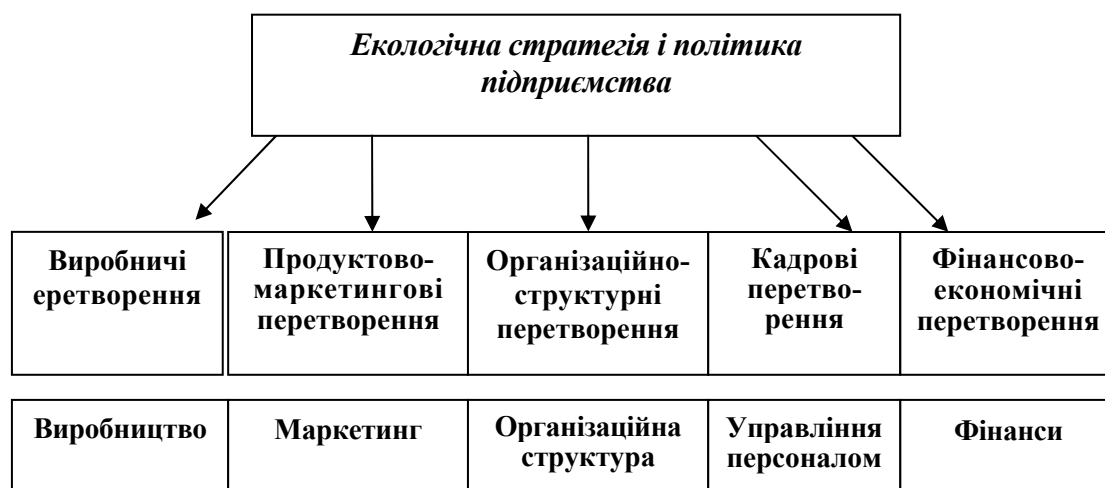 Екологічна стратегія і політика
підприємства
Виробничі
еретворення
Продуктово-
маркетингові
перетворення
Організаційно-
структурні
перетворення
Кадрові
перетво-
рення
Фінансово-
економічні
перетворення
Виробництво
Маркетинг
Організаційна
структура
Управління
персоналом
Фінанси